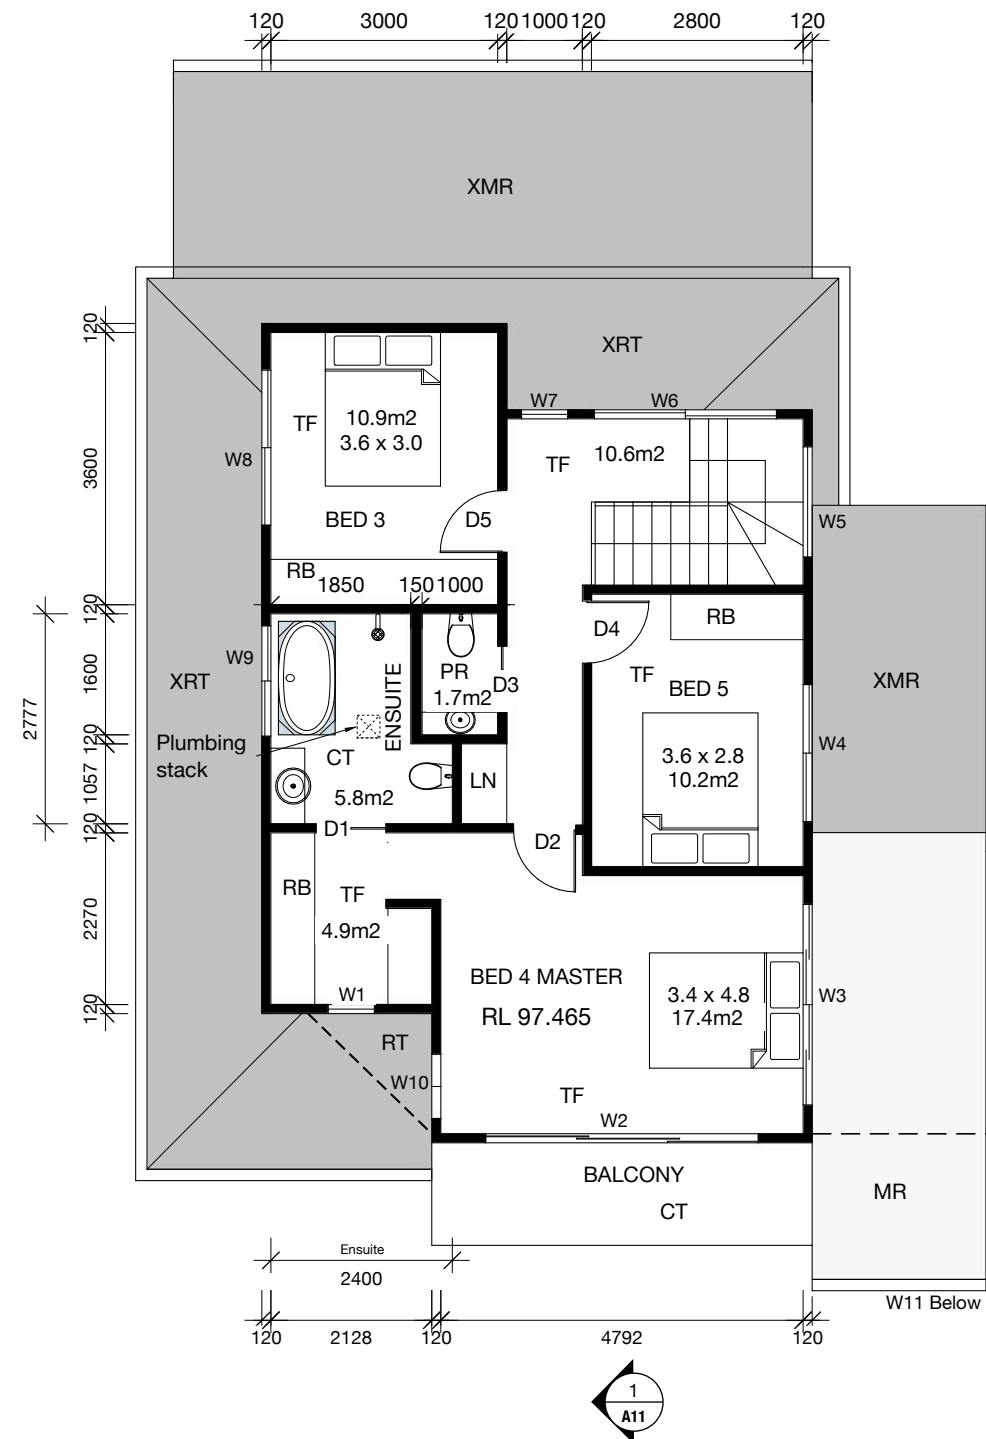 120 3000 120 1000 120 2800 120
XMR
XRT
120
3600
120
1600
120
1057
120
2270
120
2777
W7
W6
TF
10.9m2
3.6 x 3.0
TF
10.6m2
W8
BED 3
D5
W5
RB
1850 150 1000
D4
RB
W9
XRT
ENSUITE
PR
1.7m2
D3
TF
BED 5
XMR
Plumbing
stack
CT
5.8m2
LN
3.6 x 2.8
10.2m2
W4
D1
D2
RB
TF
4.9m2
W1
BED 4 MASTER
RL 97.465
3.4 x 4.8
17.4m2
W3
RT
W10
TF
W2
BALCONY
CT
MR
Ensuite
2400
W11 Below
120 2128 120 4792 120
1
A11